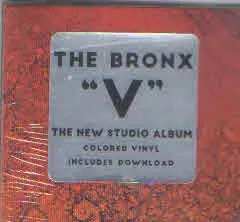 THE BRONX
"V"
THE NEW STUDIO ALBUM
COLORED VINYL
INCLUDES DOWNLOAD